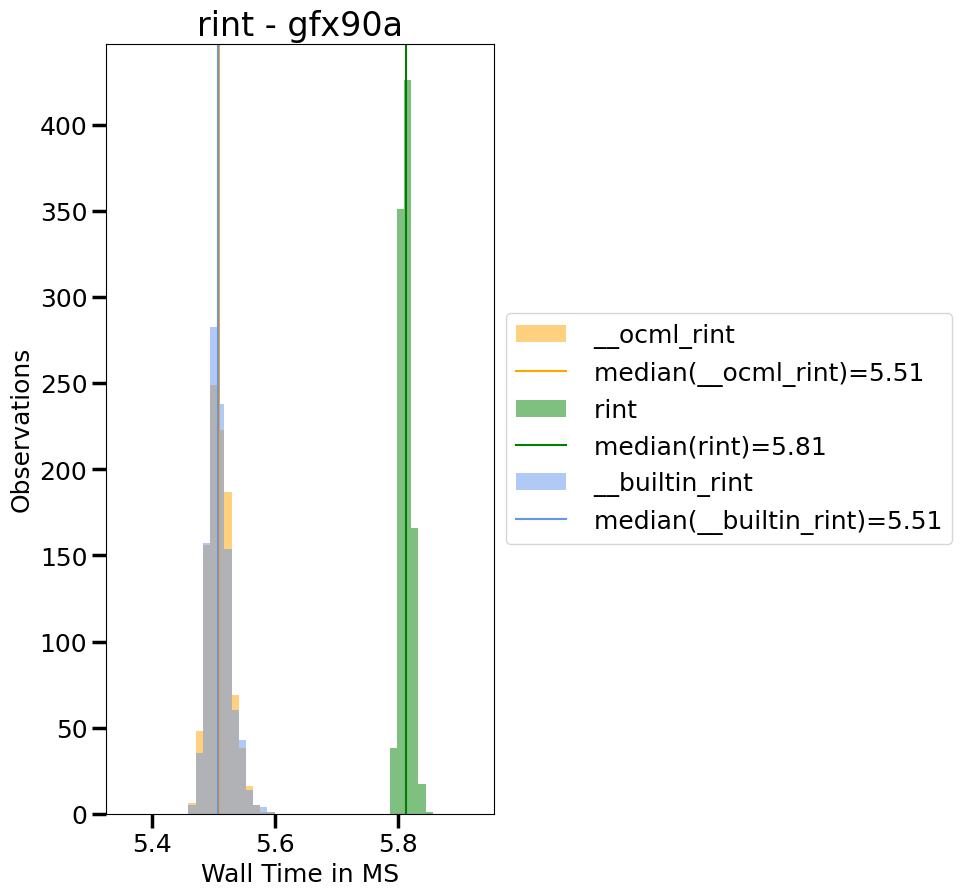 rint - gfx90a
400
350
300
250
200
150
100
50
0
Observations
5.4 5.6 5.8
Wall Time in MS
__ocml_rint
median(__ocml_rint)=5.51
rint
median(rint)=5.81
__builtin_rint
median(__builtin_rint)=5.51